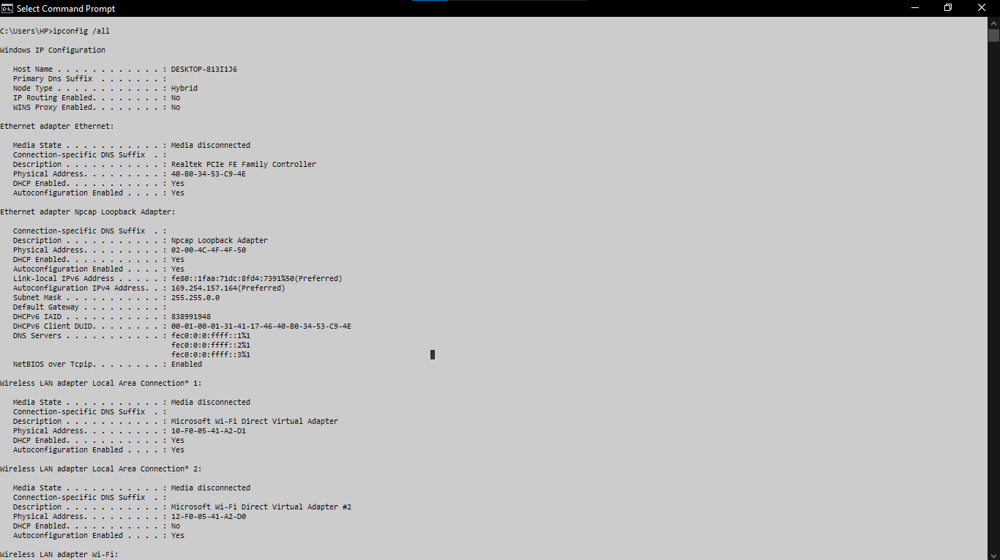 Select Command Prompt
C:\Users\HP>ipconfig /all
Windows IP Configuration
   Host Name . . . . . . . . . . . . : DESKTOP-813I1J6
   Primary Dns Suffix  . . . . . . . :
   Node Type . . . . . . . . . . . . : Hybrid
   IP Routing Enabled. . . . . . . . : No
   WINS Proxy Enabled. . . . . . . . : No
Ethernet adapter Ethernet:
   Media State . . . . . . . . . . . : Media disconnected
   Connection-specific DNS Suffix  . :
   Description . . . . . . . . . . . : Realtek PCIe FE Family Controller
   Physical Address. . . . . . . . . : 40-B0-34-53-C9-4E
   DHCP Enabled. . . . . . . . . . . : Yes
   Autoconfiguration Enabled . . . . : Yes
Ethernet adapter Npcap Loopback Adapter:
   Connection-specific DNS Suffix  . :
   Description . . . . . . . . . . . : Npcap Loopback Adapter
   Physical Address. . . . . . . . . : 02-00-4C-4F-4F-50
   DHCP Enabled. . . . . . . . . . . : Yes
   Autoconfiguration Enabled . . . . : Yes
   Link-local IPv6 Address . . . . . : fe80::1faa:71dc:8fd4:7391%50(Preferred)
   Autoconfiguration IPv4 Address. . : 169.254.157.164(Preferred)
   Subnet Mask . . . . . . . . . . . : 255.255.0.0
   Default Gateway . . . . . . . . . :
   DHCPv6 IAID . . . . . . . . . . . : 838991948
   DHCPv6 Client DUID. . . . . . . . : 00-01-00-01-31-41-17-46-40-B0-34-53-C9-4E
   DNS Servers . . . . . . . . . . . : fec0:0:0:ffff::1%1
                                       fec0:0:0:ffff::2%1
                                       fec0:0:0:ffff::3%1
   NetBIOS over Tcpip. . . . . . . . : Enabled
Wireless LAN adapter Local Area Connection* 1:
   Media State . . . . . . . . . . . : Media disconnected
   Connection-specific DNS Suffix  . :
   Description . . . . . . . . . . . : Microsoft Wi-Fi Direct Virtual Adapter
   Physical Address. . . . . . . . . : 10-F0-05-41-A2-D1
   DHCP Enabled. . . . . . . . . . . : Yes
   Autoconfiguration Enabled . . . . : Yes
Wireless LAN adapter Local Area Connection* 2:
   Media State . . . . . . . . . . . : Media disconnected
   Connection-specific DNS Suffix  . :
   Description . . . . . . . . . . . : Microsoft Wi-Fi Direct Virtual Adapter #2
   Physical Address. . . . . . . . . : 12-F0-05-41-A2-D0
   DHCP Enabled. . . . . . . . . . . : No
   Autoconfiguration Enabled . . . . : Yes
Wireless LAN adapter Wi-Fi: